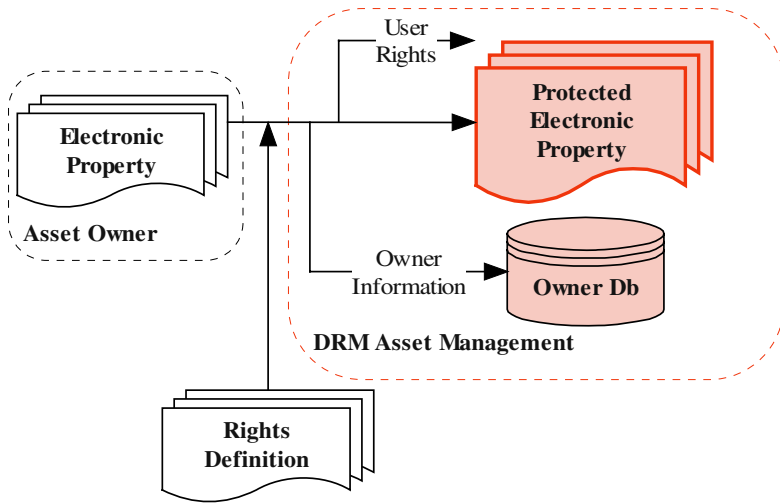 User
Rights
Protected
Electronic
Property
Electronic
Property
Asset Owner
Owner
Information
Owner Db
DRM Asset Management
Rights
Definition